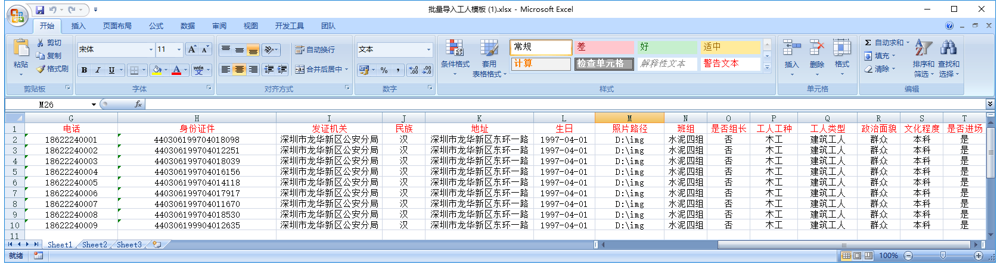 批量导入工人模板 (1).xlsx - Microsoft Excel
开始 插入 页面布局 公式 数据 审阅 视图 开发工具 团队
粘贴 剪切 复制 格式刷 剪贴板
宋体 11 B I U 字体
自动换行 合并后居中 对齐方式
文本 % , 数字
条件格式 套用表格格式 常规 差 好 适中
计算 检查单元格 解释性文本 警告文本 样式
插入 删除 格式 单元格
Σ 自动求和 填充 清除 排序和筛选 查找和选择 编辑
M26 fx
G H I J K L M N O P Q R S T
1 电话 身份证件 发证机关 民族 地址 生日 照片路径 班组 是否组长 工人工种 工人类型 政治面貌 文化程度 是否进场
2 18622240001 440306199704018098 深圳市龙华新区公安分局 汉 深圳市龙华新区东环一路 1997-04-01 D:\img 水泥四组 否 木工 建筑工人 群众 本科 是
3 18622240002 440306199704012251 深圳市龙华新区公安分局 汉 深圳市龙华新区东环一路 1997-04-01 D:\img 水泥四组 否 木工 建筑工人 群众 本科 是
4 18622240003 440306199704018039 深圳市龙华新区公安分局 汉 深圳市龙华新区东环一路 1997-04-01 D:\img 水泥四组 否 木工 建筑工人 群众 本科 是
5 18622240004 440306199704016156 深圳市龙华新区公安分局 汉 深圳市龙华新区东环一路 1997-04-01 D:\img 水泥四组 否 木工 建筑工人 群众 本科 是
6 18622240005 440306199704014118 深圳市龙华新区公安分局 汉 深圳市龙华新区东环一路 1997-04-01 D:\img 水泥四组 否 木工 建筑工人 群众 本科 是
7 18622240006 440306199704017917 深圳市龙华新区公安分局 汉 深圳市龙华新区东环一路 1997-04-01 D:\img 水泥四组 否 木工 建筑工人 群众 本科 是
8 18622240007 440306199704011670 深圳市龙华新区公安分局 汉 深圳市龙华新区东环一路 1997-04-01 D:\img 水泥四组 否 木工 建筑工人 群众 本科 是
9 18622240008 440306199704018530 深圳市龙华新区公安分局 汉 深圳市龙华新区东环一路 1997-04-01 D:\img 水泥四组 否 木工 建筑工人 群众 本科 是
10 18622240009 440306199904012635 深圳市龙华新区公安分局 汉 深圳市龙华新区东环一路 1997-04-01 D:\img 水泥四组 否 木工 建筑工人 群众 本科 是
11
Sheet1 Sheet2 Sheet3
就绪 100%